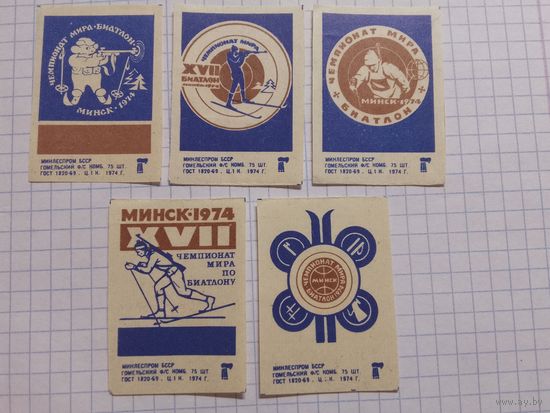 ЧЕМПИОНАТ МИРА·БИАТЛОН·
МИНСК·1974
МИНЛЕСПРОМ БССР
ГОМЕЛЬСКИЙ Ф/С КОМБ. 75 ШТ.
ГОСТ 1820-69. Ц.1 К. 1974 Г.
ЧЕМПИОНАТ МИРА
XVII
БИАТЛОН
МИНСК-1974
МИНЛЕСПРОМ БССР
ГОМЕЛЬСКИЙ Ф/С КОМБ. 75 ШТ.
ГОСТ 1820-69. Ц.1 К. 1974 Г.
ЧЕМПИОНАТ МИРА
МИНСК-1974
БИАТЛОН
МИНЛЕСПРОМ БССР
ГОМЕЛЬСКИЙ Ф/С КОМБ. 75 ШТ.
ГОСТ 1820-69. Ц.1 К. 1974 Г.
МИНСК·1974
XVII
ЧЕМПИОНАТ
МИРА
ПО
БИАТЛОНУ
МИНЛЕСПРОМ БССР
ГОМЕЛЬСКИЙ Ф/С КОМБ. 75 ШТ.
ГОСТ 1820-69. Ц.1 К. 1974 Г.
ЧЕМПИОНАТ МИРА
МИНСК
БИАТЛОН-1974
МИНЛЕСПРОМ БССР
ГОМЕЛЬСКИЙ Ф/С КОМБ. 75 ШТ.
ГОСТ 1820-69. Ц.1 К. 1974 Г.
www.ay.by